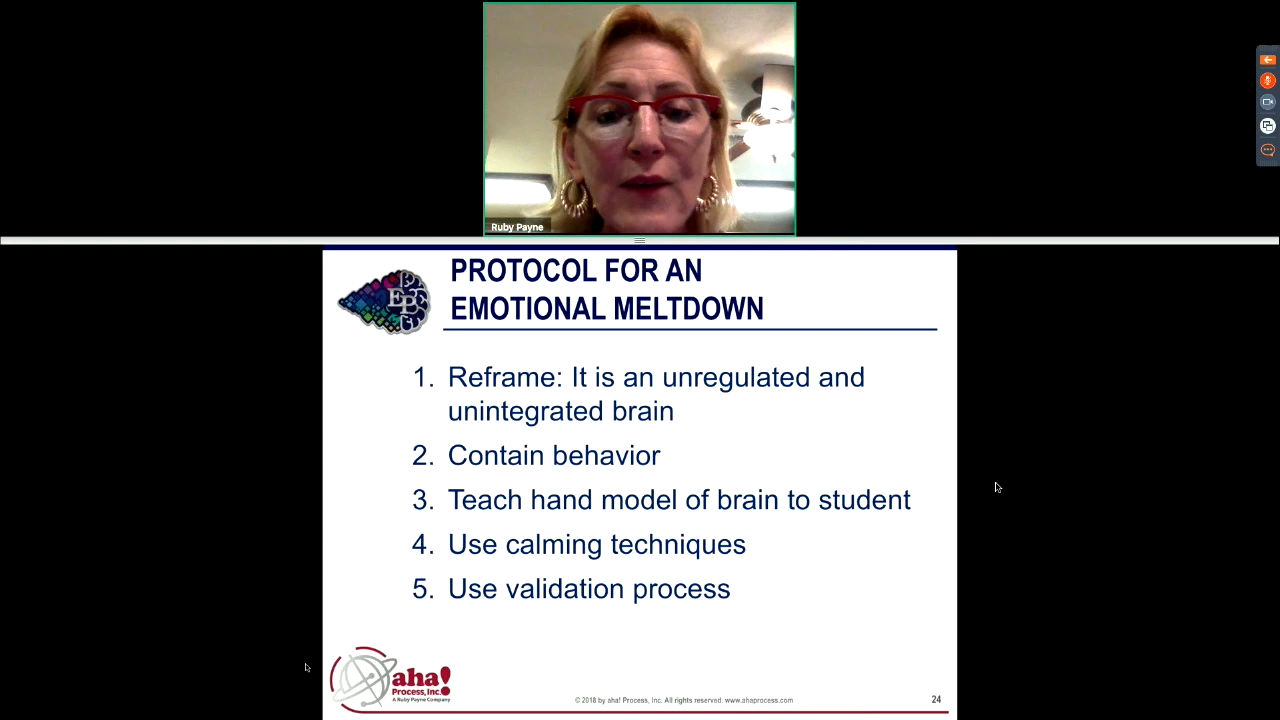 Ruby Payne
PROTOCOL FOR AN
EMOTIONAL MELTDOWN
1. Reframe: It is an unregulated and
unintegrated brain
2. Contain behavior
3. Teach hand model of brain to student
4. Use calming techniques
5. Use validation process
aha!
Process, Inc.
A Ruby Payne Company
© 2018 by aha! Process, Inc. All rights reserved. www.ahaprocess.com
24